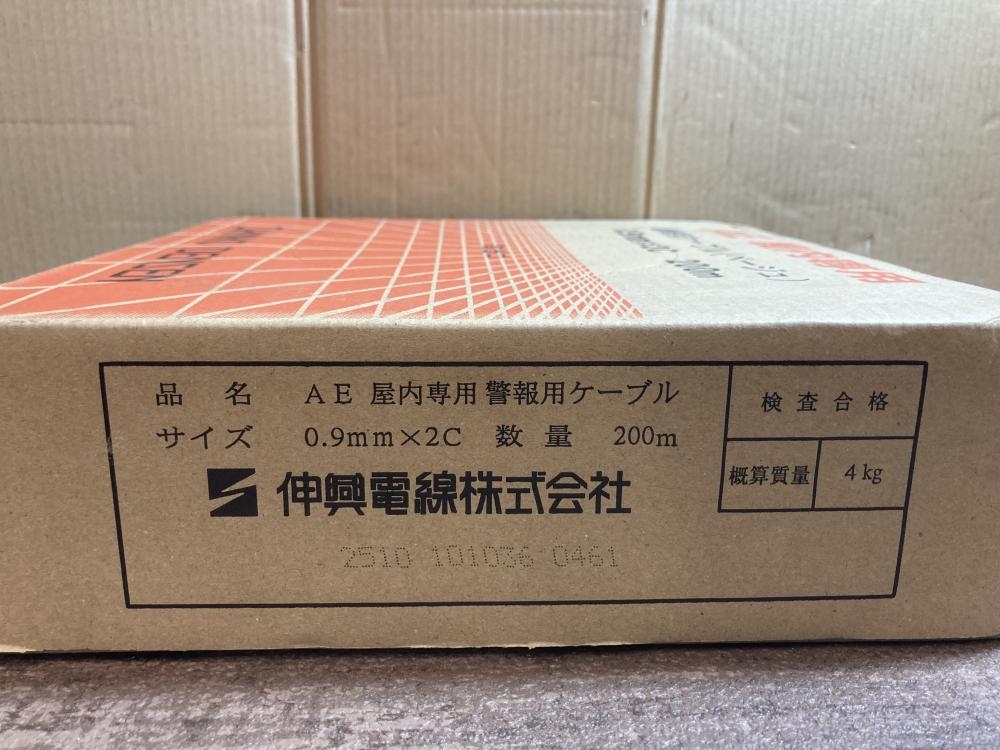 200m
品名 AE 屋内専用 警報用ケーブル
サイズ 0.9mm×2C 数量 200m
検査合格
概算質量 4kg
伸興電線株式会社
2510 101036 0461